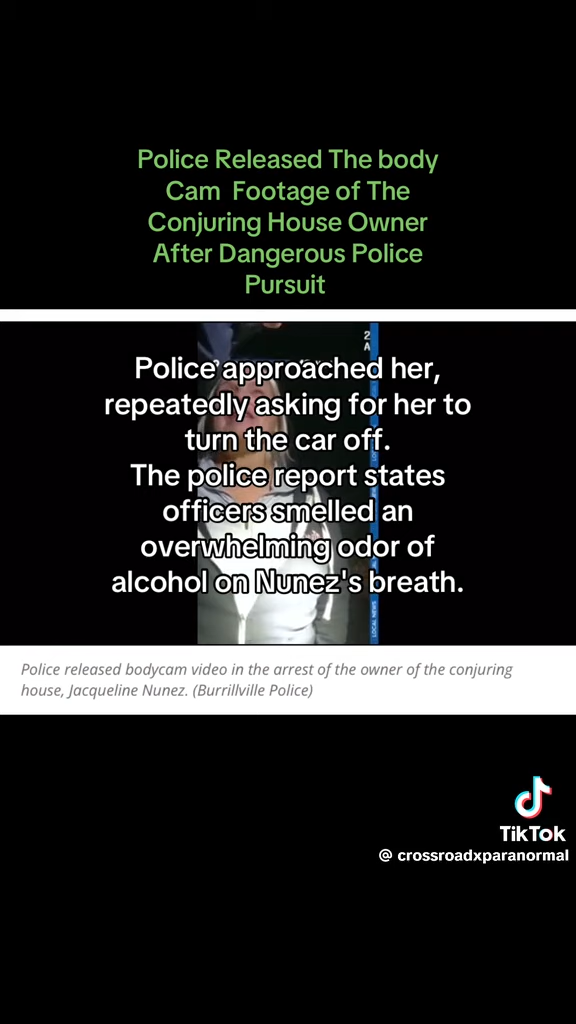 Police Released The body
Cam Footage of The
Conjuring House Owner
After Dangerous Police
Pursuit
2
A
Police approached her,
repeatedly asking for her to
turn the car off.
The police report states
officers smelled an
overwhelming odor of
alcohol on Nunez's breath.
LOCAL NEWS
Police released bodycam video in the arrest of the owner of the conjuring
house, Jacqueline Nunez. (Burrillville Police)
TikTok
@ crossroadxparanormal